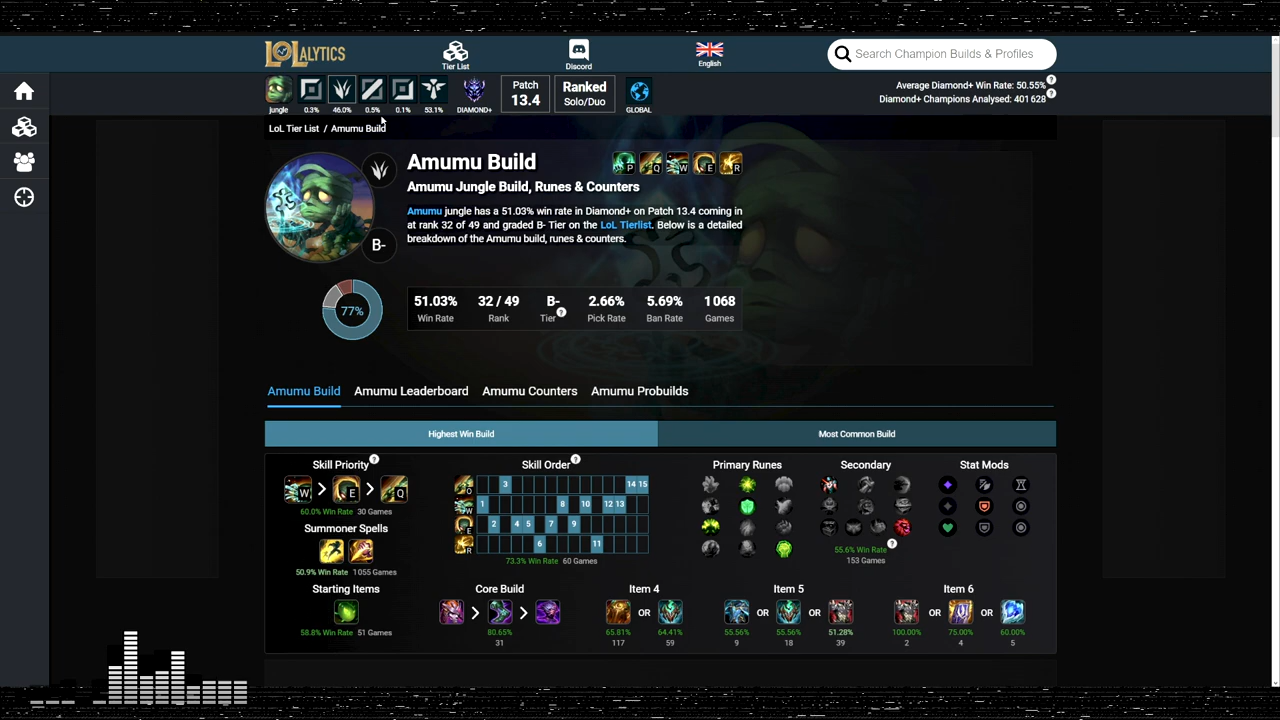 LOLALYTICS
Tier List
Discord
English
Search Champion Builds & Profiles
jungle
0.3%
46.0%
0.5%
0.1%
53.1%
DIAMOND+
Patch
13.4
Ranked
Solo/Duo
GLOBAL
Average Diamond+ Win Rate: 50.55% ?
Diamond+ Champions Analysed: 401 628 ?
LoL Tier List / Amumu Build
Amumu Build
P Q W E R
Amumu Jungle Build, Runes & Counters
Amumu jungle has a 51.03% win rate in Diamond+ on Patch 13.4 coming in
at rank 32 of 49 and graded B- Tier on the LoL Tierlist. Below is a detailed
breakdown of the Amumu build, runes & counters.
B-
77%
51.03% 32 / 49 B- 2.66% 5.69% 1 068
Win Rate Rank Tier ? Pick Rate Ban Rate Games
Amumu Build Amumu Leaderboard Amumu Counters Amumu Probuilds
Highest Win Build Most Common Build
Skill Priority ?
W > E > Q
60.0% Win Rate 30 Games
Summoner Spells
50.9% Win Rate 1 055 Games
Starting Items
58.8% Win Rate 51 Games
Skill Order ?
Q 3 14 15
W 1 8 10 12 13
E 2 4 5 7 9
R 6 11
73.3% Win Rate 60 Games
Primary Runes Secondary Stat Mods
55.6% Win Rate ?
153 Games
Core Build
80.65%
31
Item 4
OR
65.81% 64.41%
117 59
Item 5
OR OR
55.56% 55.56% 51.28%
9 18 39
Item 6
OR OR
100.00% 75.00% 60.00%
2 4 5